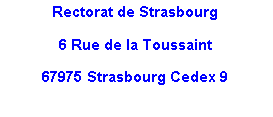 Rectorat de Strasbourg
6 Rue de la Toussaint
67975 Strasbourg Cedex 9